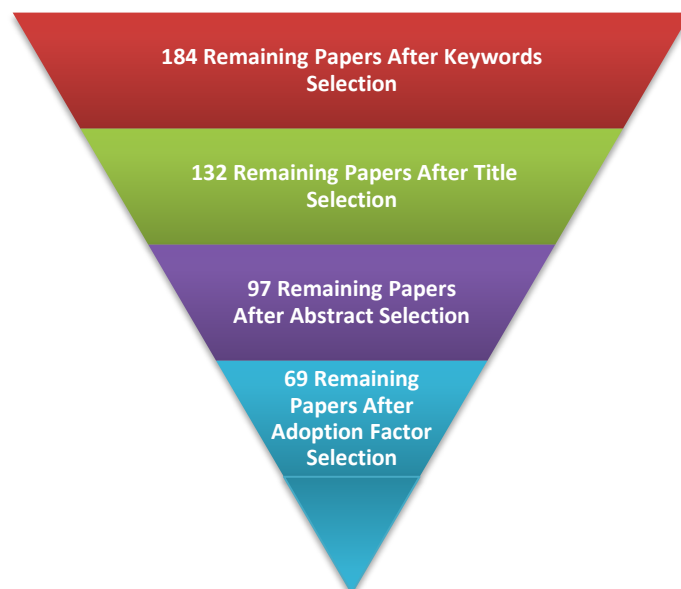 184 Remaining Papers After Keywords
Selection
132 Remaining Papers After Title
Selection
97 Remaining Papers
After Abstract Selection
69 Remaining
Papers After
Adoption Factor
Selection